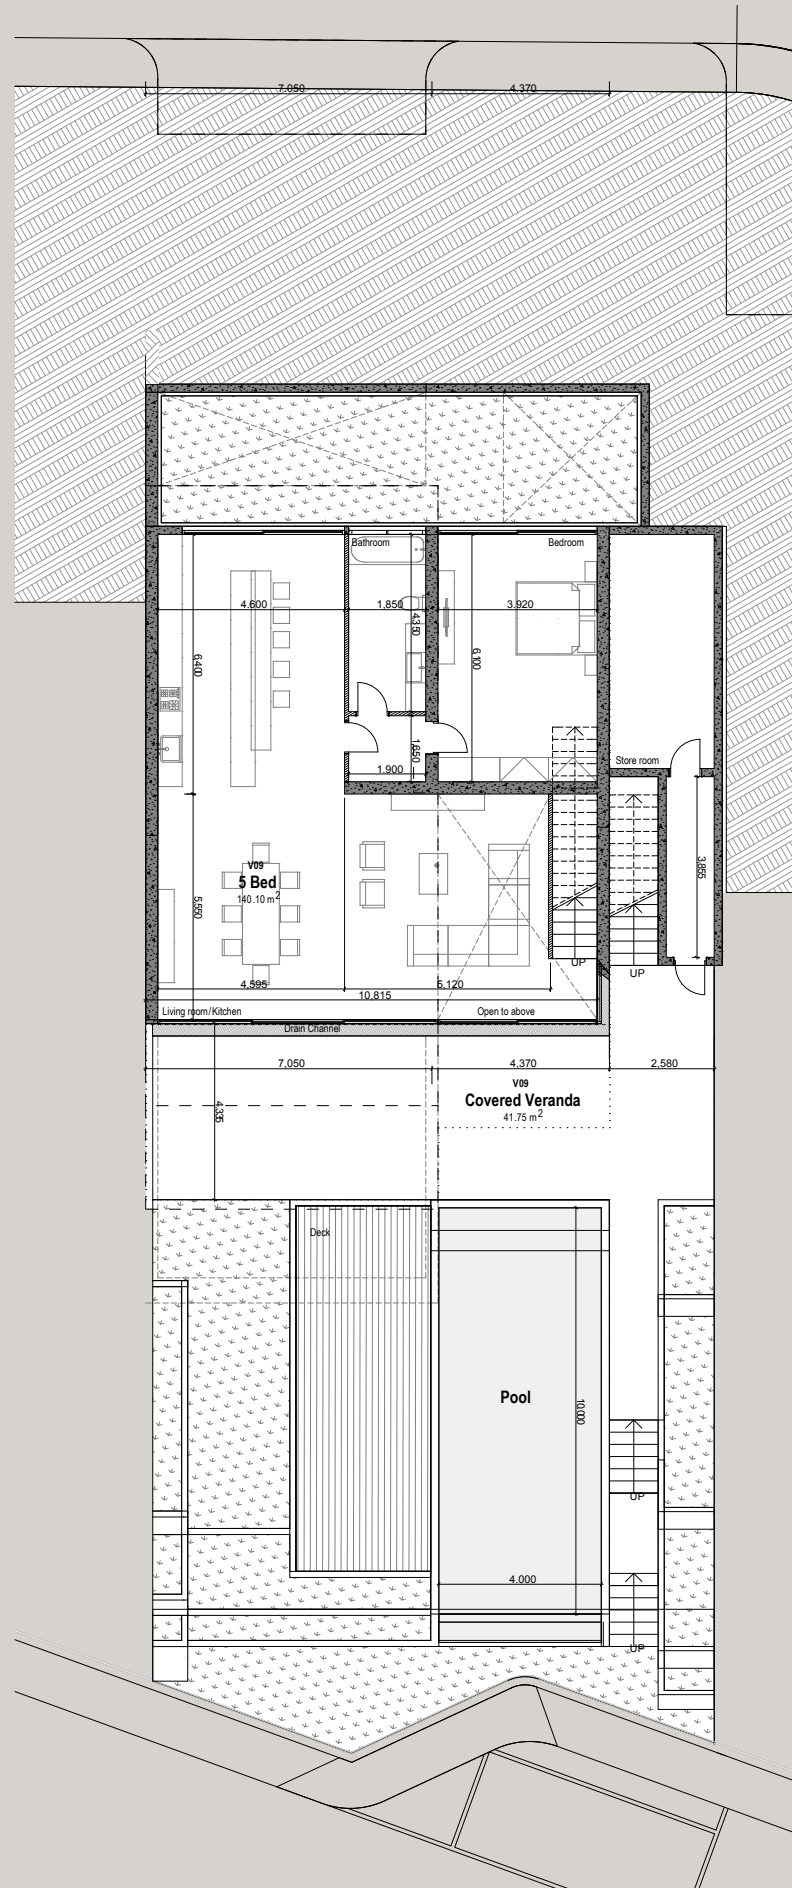 7.050
4.370
Bathroom
Bedroom
4.600
1.850
4.350
3.920
6.400
6.100
1.650
1.900
Store room
3.855
V09
5 Bed
140.10 m2
5.550
UP
UP
4.595
5.120
10.815
Living room/Kitchen
Open to above
Drain Channel
7,050
4,370
2,580
V09
Covered Veranda
41.75 m2
4.335
Deck
Pool
10.000
UP
4.000
UP